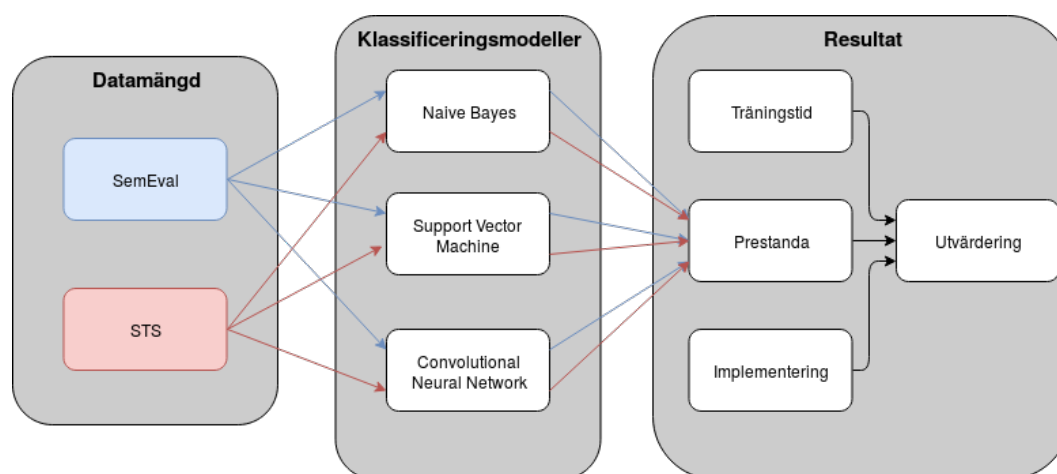 Datamängd
SemEval
STS
Klassificeringsmodeller
Naive Bayes
Support Vector
Machine
Convolutional
Neural Network
Resultat
Träningstid
Prestanda
Implementering
Utvärdering